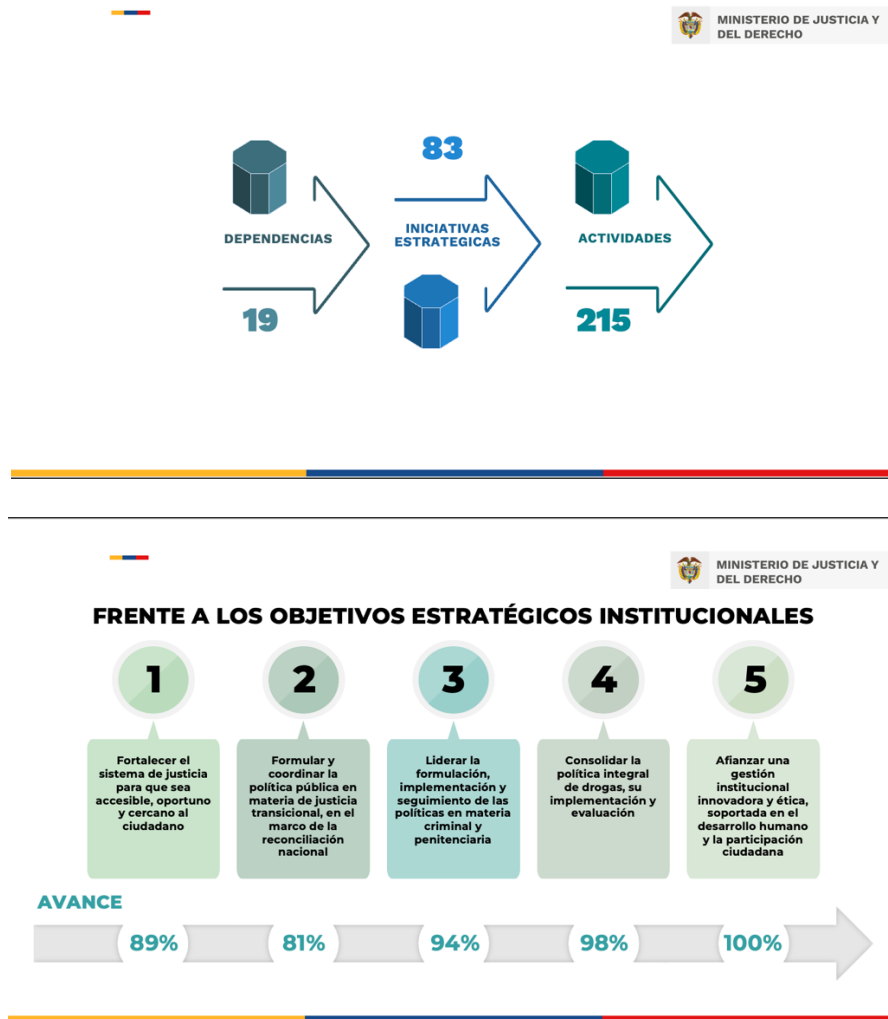 MINISTERIO DE JUSTICIA Y
DEL DERECHO
83
DEPENDENCIAS
INICIATIVAS
ESTRATEGICAS
ACTIVIDADES
19
215
MINISTERIO DE JUSTICIA Y
DEL DERECHO
FRENTE A LOS OBJETIVOS ESTRATÉGICOS INSTITUCIONALES
1
Fortalecer el
sistema de justicia
para que sea
accesible, oportuno
y cercano al
ciudadano
2
Formular y
coordinar la
política pública en
materia de justicia
transicional, en el
marco de la
reconciliación
nacional
3
Liderar la
formulación,
implementación y
seguimiento de las
políticas en materia
criminal y
penitenciaria
4
Consolidar la
política integral
de drogas, su
implementación y
evaluación
5
Afianzar una
gestión
institucional
innovadora y ética,
soportada en el
desarrollo humano
y la participación
ciudadana
AVANCE
89%
81%
94%
98%
100%